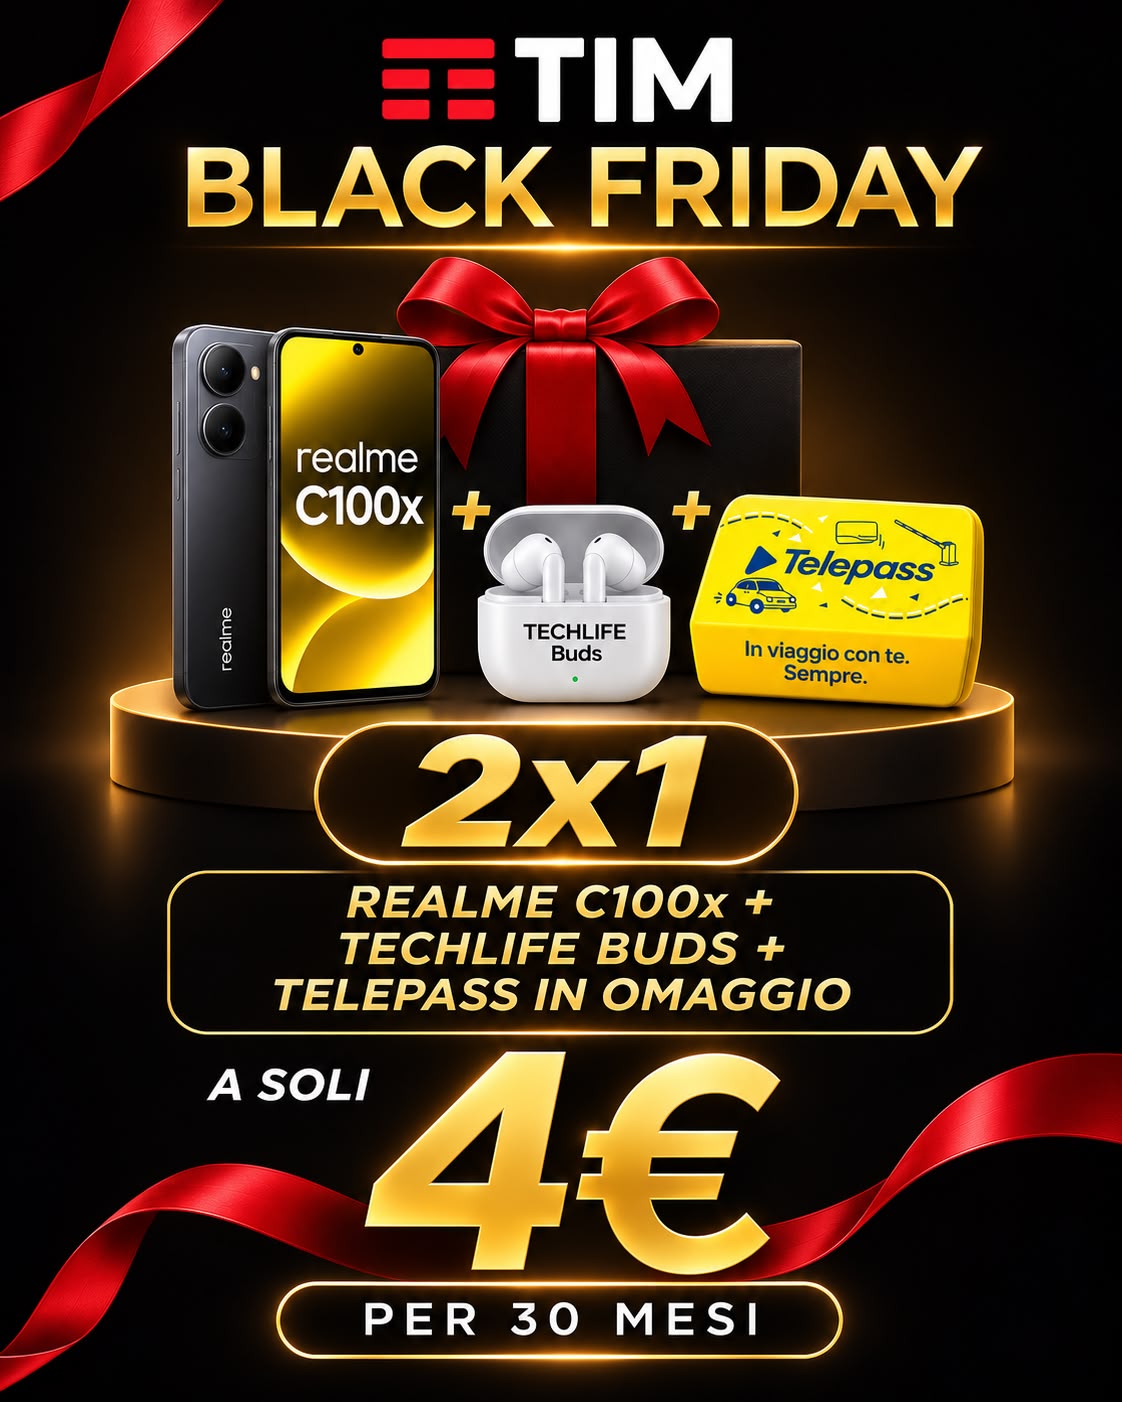 TIM
BLACK FRIDAY
realme
C100x
realme
+
+
TECHLIFE
Buds
Telepass
In viaggio con te.
Sempre.
2x1
REALME C100x +
TECHLIFE BUDS +
TELEPASS IN OMAGGIO
A SOLI
4€
PER 30 MESI